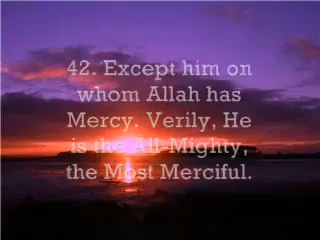 42. Except him on
whom Allah has
Mercy. Verily, He
is the All-Mighty,
the Most Merciful.